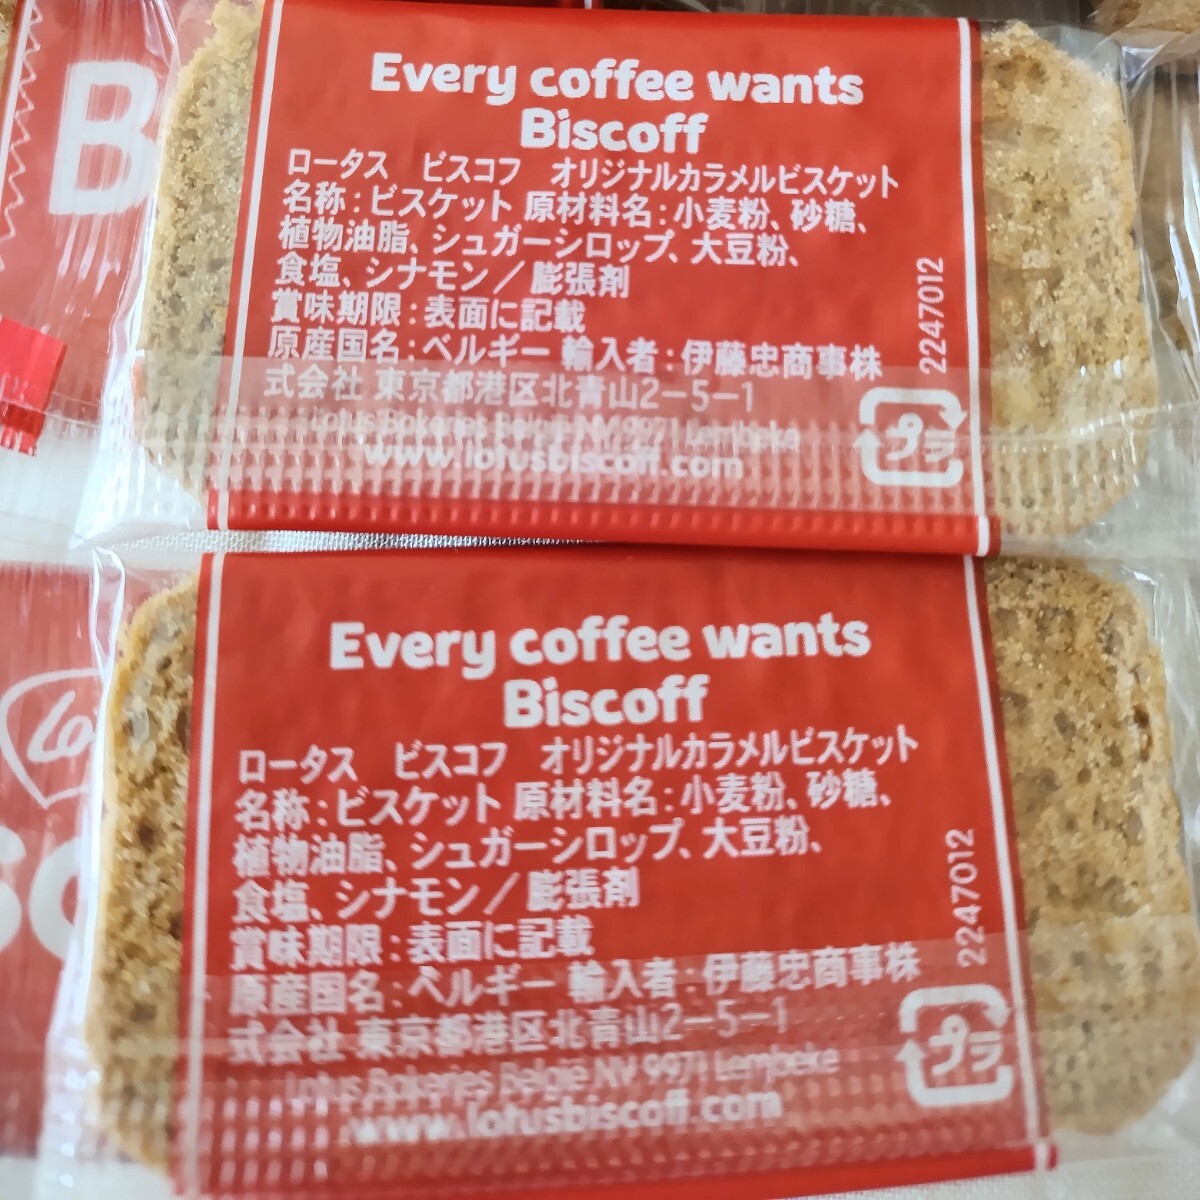 B
Every coffee wants
Biscoff
ロータス　ビスコフ　オリジナルカラメルビスケット
名称：ビスケット 原材料名：小麦粉、砂糖、
植物油脂、シュガーシロップ、大豆粉、
食塩、シナモン／膨張剤
賞味期限：表面に記載
原産国名：ベルギー 輸入者：伊藤忠商事株
式会社 東京都港区北青山2-5-1
Lotus Bakeries België NV 9971 Lembeke
www.lotusbiscoff.com
2247012
プラ
Every coffee wants
Biscoff
ロータス　ビスコフ　オリジナルカラメルビスケット
名称：ビスケット 原材料名：小麦粉、砂糖、
植物油脂、シュガーシロップ、大豆粉、
食塩、シナモン／膨張剤
賞味期限：表面に記載
原産国名：ベルギー 輸入者：伊藤忠商事株
式会社 東京都港区北青山2-5-1
Lotus Bakeries België NV 9971 Lembeke
www.lotusbiscoff.com
2247012
プラ